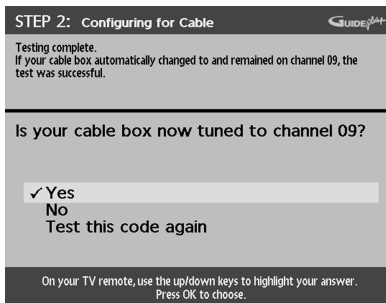 STEP 2: Configuring for Cable
GUIDE Plus+
Testing complete.
If your cable box automatically changed to and remained on channel 09, the
test was successful.
Is your cable box now tuned to channel 09?
✓ Yes
No
Test this code again
On your TV remote, use the up/down keys to highlight your answer.
Press OK to choose.